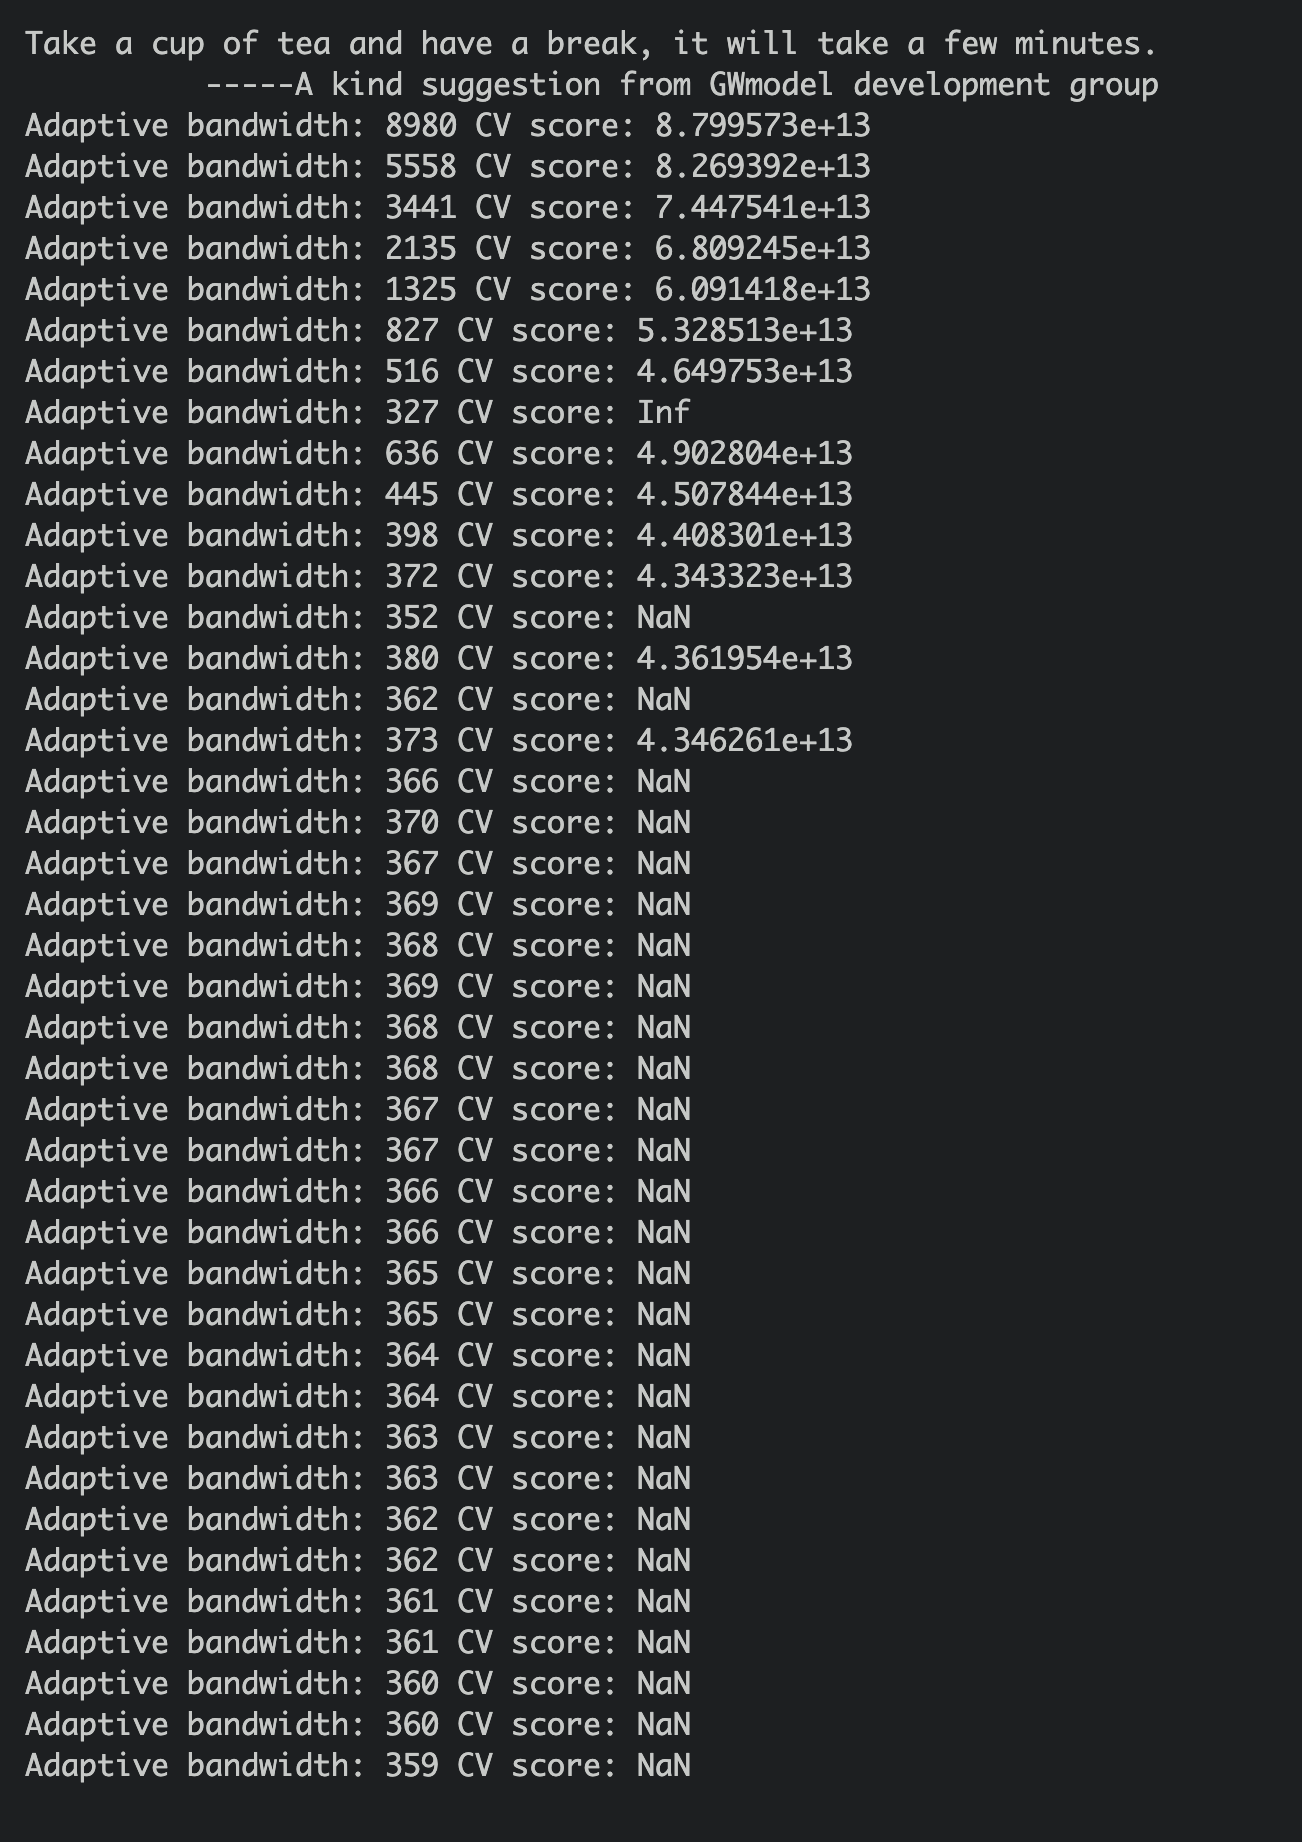 Take a cup of tea and have a break, it will take a few minutes.
          -----A kind suggestion from GWmodel development group
Adaptive bandwidth: 8980 CV score: 8.799573e+13
Adaptive bandwidth: 5558 CV score: 8.269392e+13
Adaptive bandwidth: 3441 CV score: 7.447541e+13
Adaptive bandwidth: 2135 CV score: 6.809245e+13
Adaptive bandwidth: 1325 CV score: 6.091418e+13
Adaptive bandwidth: 827 CV score: 5.328513e+13
Adaptive bandwidth: 516 CV score: 4.649753e+13
Adaptive bandwidth: 327 CV score: Inf
Adaptive bandwidth: 636 CV score: 4.902804e+13
Adaptive bandwidth: 445 CV score: 4.507844e+13
Adaptive bandwidth: 398 CV score: 4.408301e+13
Adaptive bandwidth: 372 CV score: 4.343323e+13
Adaptive bandwidth: 352 CV score: NaN
Adaptive bandwidth: 380 CV score: 4.361954e+13
Adaptive bandwidth: 362 CV score: NaN
Adaptive bandwidth: 373 CV score: 4.346261e+13
Adaptive bandwidth: 366 CV score: NaN
Adaptive bandwidth: 370 CV score: NaN
Adaptive bandwidth: 367 CV score: NaN
Adaptive bandwidth: 369 CV score: NaN
Adaptive bandwidth: 368 CV score: NaN
Adaptive bandwidth: 369 CV score: NaN
Adaptive bandwidth: 368 CV score: NaN
Adaptive bandwidth: 368 CV score: NaN
Adaptive bandwidth: 367 CV score: NaN
Adaptive bandwidth: 367 CV score: NaN
Adaptive bandwidth: 366 CV score: NaN
Adaptive bandwidth: 366 CV score: NaN
Adaptive bandwidth: 365 CV score: NaN
Adaptive bandwidth: 365 CV score: NaN
Adaptive bandwidth: 364 CV score: NaN
Adaptive bandwidth: 364 CV score: NaN
Adaptive bandwidth: 363 CV score: NaN
Adaptive bandwidth: 363 CV score: NaN
Adaptive bandwidth: 362 CV score: NaN
Adaptive bandwidth: 362 CV score: NaN
Adaptive bandwidth: 361 CV score: NaN
Adaptive bandwidth: 361 CV score: NaN
Adaptive bandwidth: 360 CV score: NaN
Adaptive bandwidth: 360 CV score: NaN
Adaptive bandwidth: 359 CV score: NaN